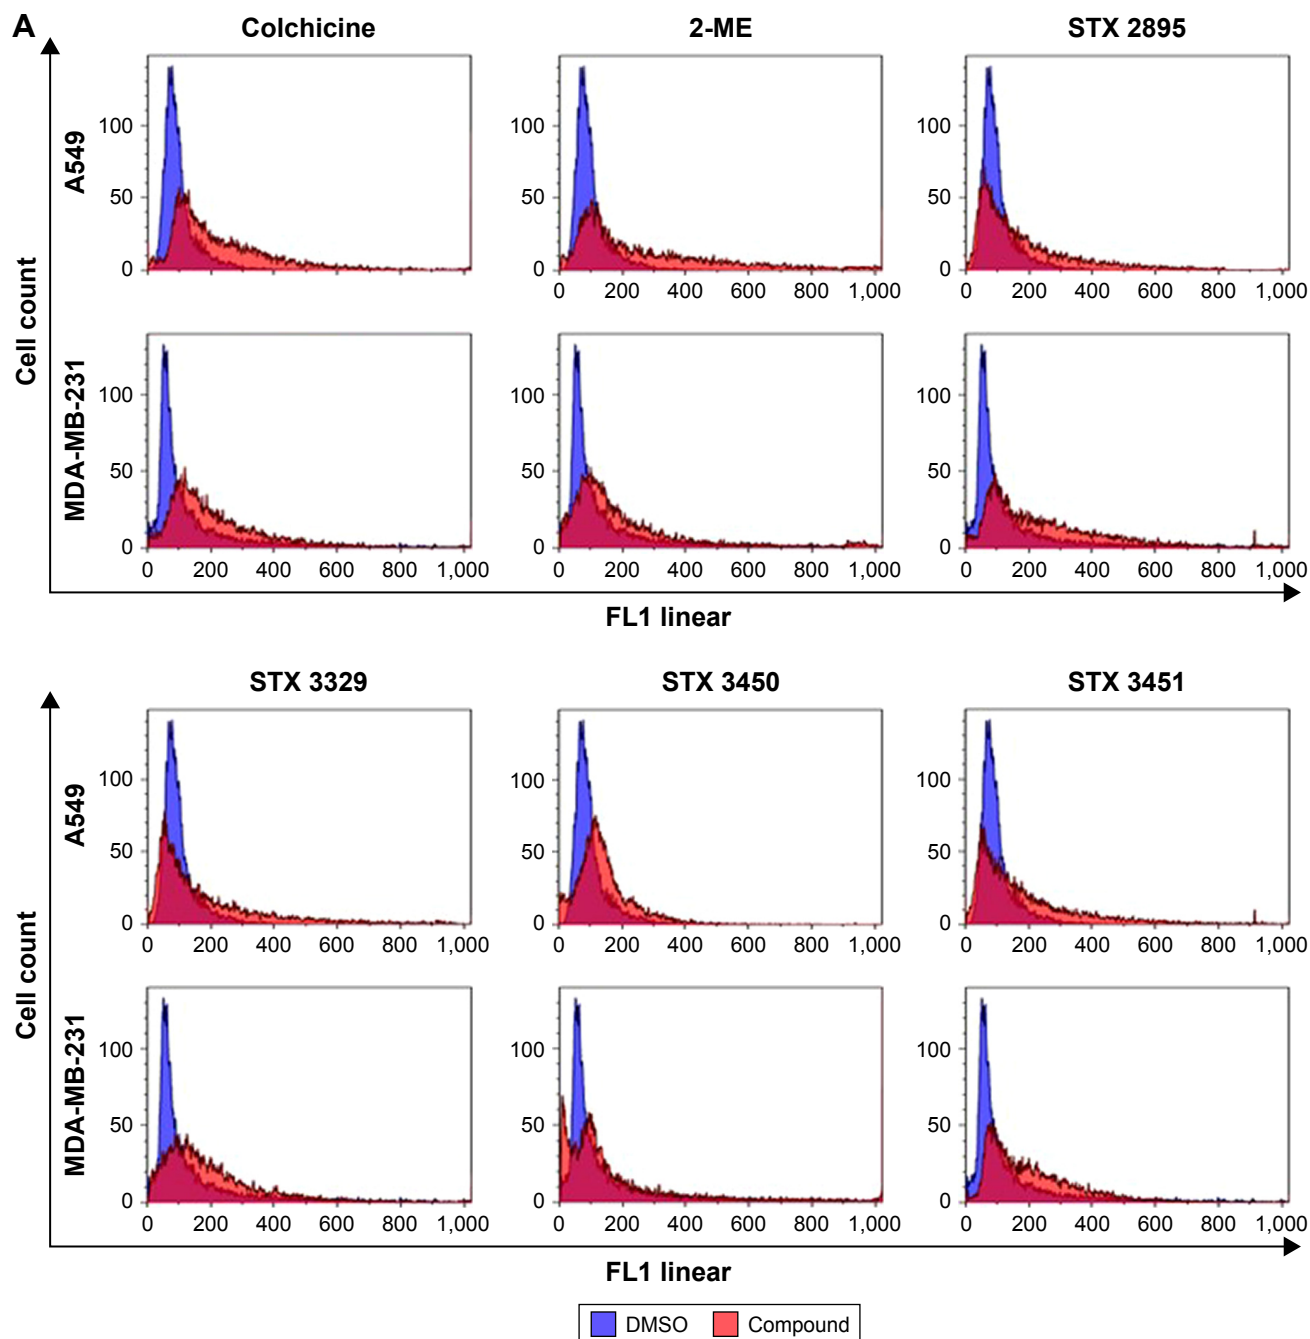 A
Colchicine 2-ME STX 2895
Cell count
A549
100 100 100
50 50 50
0 0 0
0 200 400 600 800 1,000 0 200 400 600 800 1,000
MDA-MB-231
100 100 100
50 50 50
0 0 0
0 200 400 600 800 1,000 0 200 400 600 800 1,000 0 200 400 600 800 1,000
FL1 linear
STX 3329 STX 3450 STX 3451
Cell count
A549
100 100 100
50 50 50
0 0 0
0 200 400 600 800 1,000 0 200 400 600 800 1,000 0 200 400 600 800 1,000
MDA-MB-231
100 100 100
50 50 50
0 0 0
0 200 400 600 800 1,000 0 200 400 600 800 1,000 0 200 400 600 800 1,000
FL1 linear
DMSO Compound